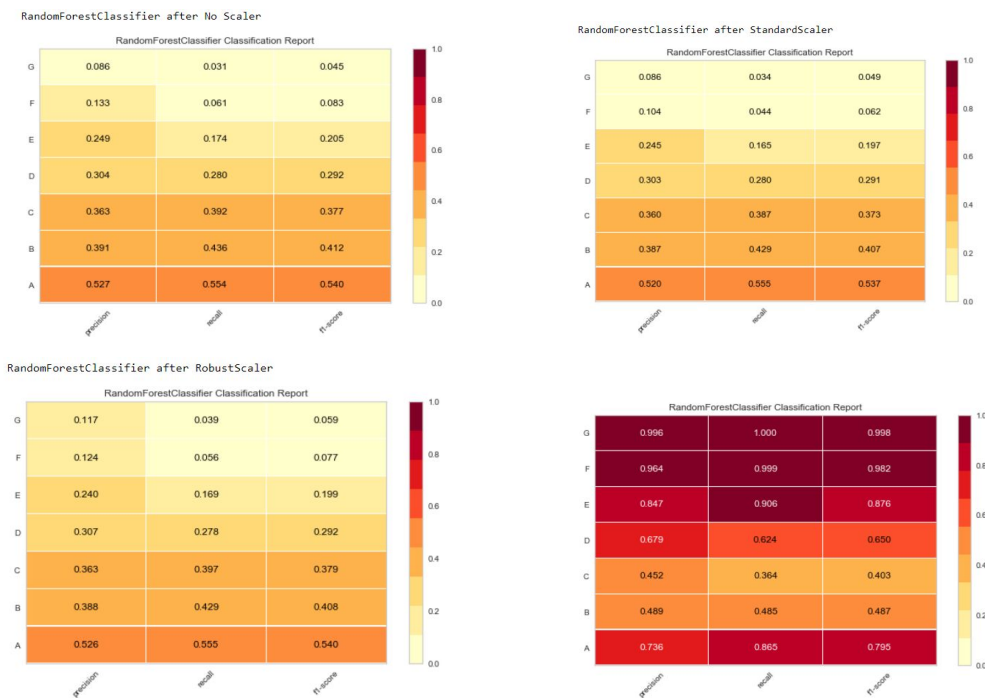 RandomForestClassifier after No Scaler
RandomForestClassifier Classification Report
G 0.086 0.031 0.045
F 0.133 0.061 0.083
E 0.249 0.174 0.205
D 0.304 0.280 0.292
C 0.363 0.392 0.377
B 0.391 0.436 0.412
A 0.527 0.554 0.540
precision recall f1-score
1.0
0.8
0.6
0.4
0.2
0.0
RandomForestClassifier after StandardScaler
RandomForestClassifier Classification Report
G 0.086 0.034 0.049
F 0.104 0.044 0.062
E 0.245 0.165 0.197
D 0.303 0.280 0.291
C 0.360 0.387 0.373
B 0.387 0.429 0.407
A 0.520 0.555 0.537
precision recall f1-score
1.0
0.8
0.6
0.4
0.2
0.0
RandomForestClassifier after RobustScaler
RandomForestClassifier Classification Report
G 0.117 0.039 0.059
F 0.124 0.056 0.077
E 0.240 0.169 0.199
D 0.307 0.278 0.292
C 0.363 0.397 0.379
B 0.388 0.429 0.408
A 0.526 0.555 0.540
precision recall f1-score
1.0
0.8
0.6
0.4
0.2
0.0
RandomForestClassifier Classification Report
G 0.996 1.000 0.998
F 0.964 0.999 0.982
E 0.847 0.906 0.876
D 0.679 0.624 0.650
C 0.452 0.364 0.403
B 0.489 0.485 0.487
A 0.736 0.865 0.795
precision recall f1-score
1.0
0.8
0.6
0.4
0.2
0.0